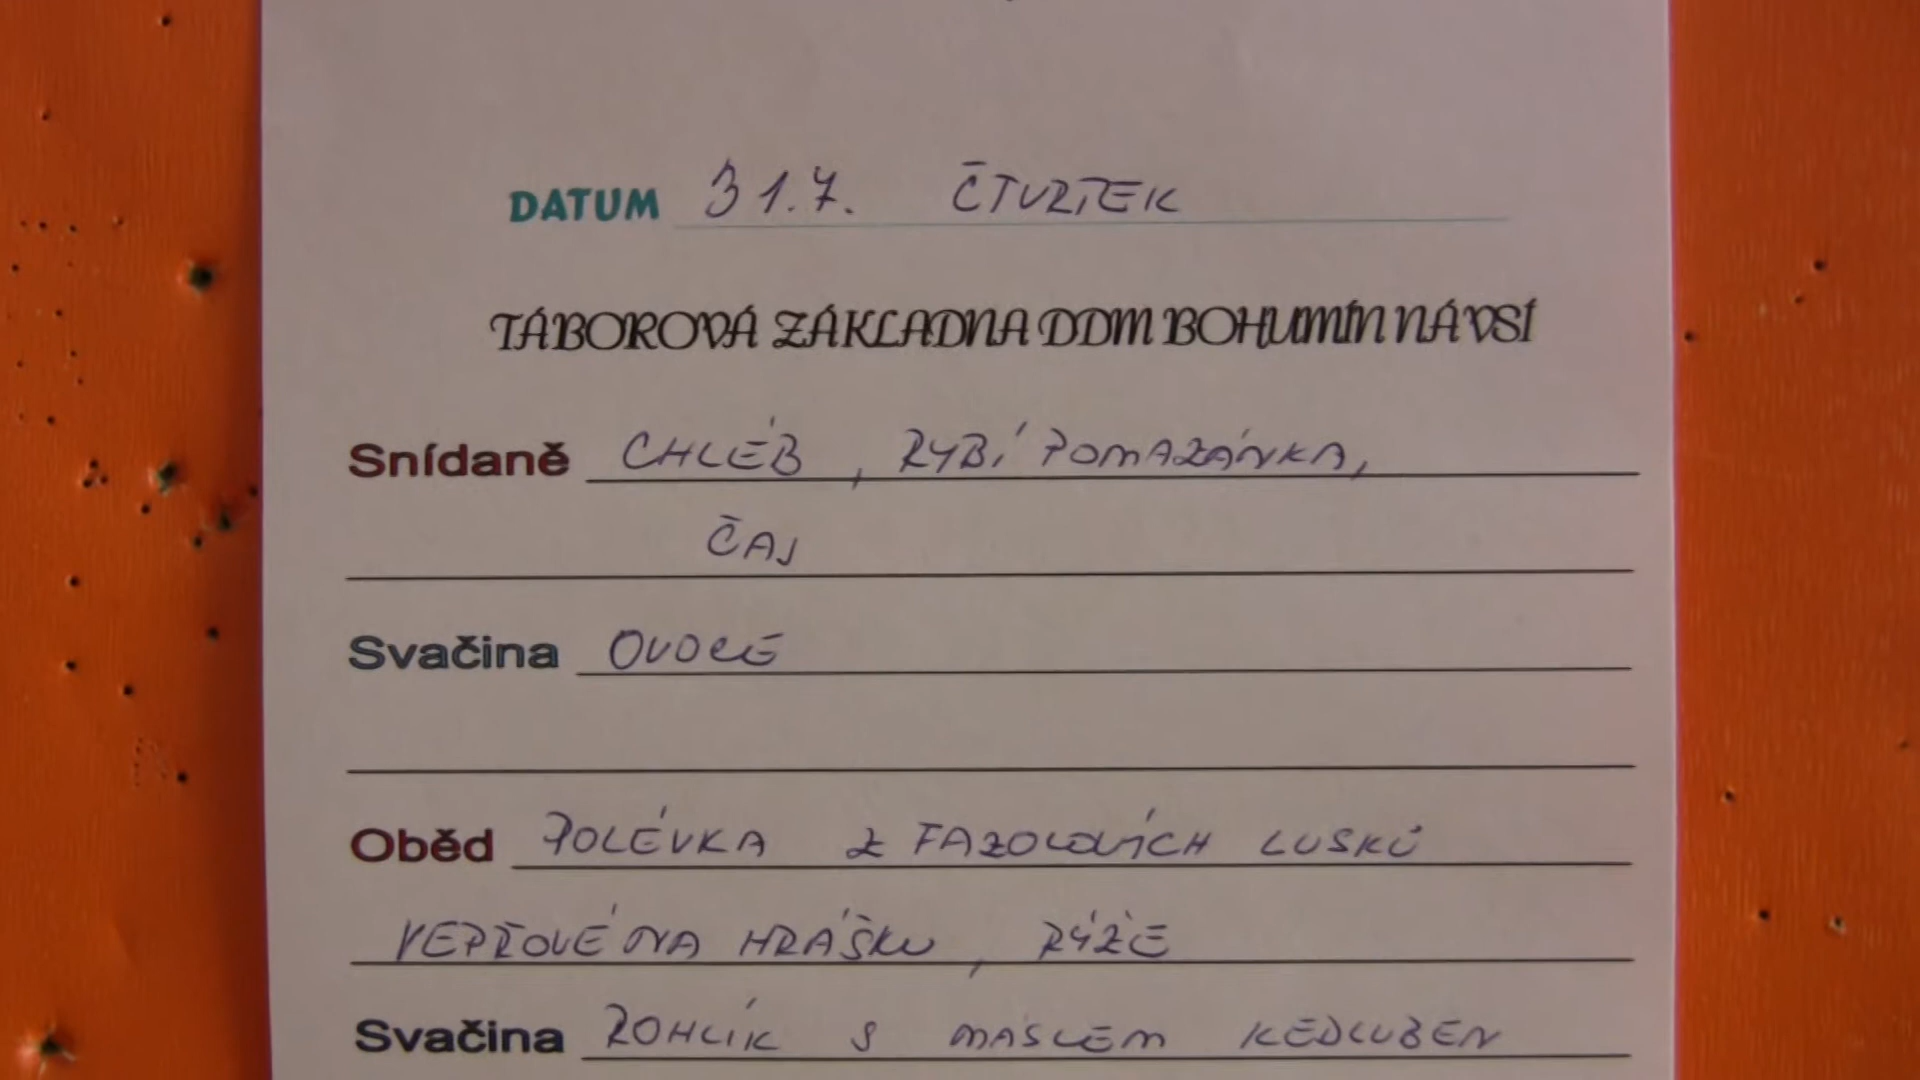 DATUM 31.7. ČTVRTEK
TÁBOROVÁ ZÁKLADNA DDM BOHUMÍN NÁVSÍ
Snídaně CHLÉB, RYBÍ POMAZÁNKA,
ČAJ
Svačina OVOCE
Oběd POLÉVKA Z FAZOLOVÍCH LUSKŮ
VEPŘOVÉ NA HRÁŠKU, RÝŽE
Svačina ROHLÍK S MÁSLEM KEDLUBEN